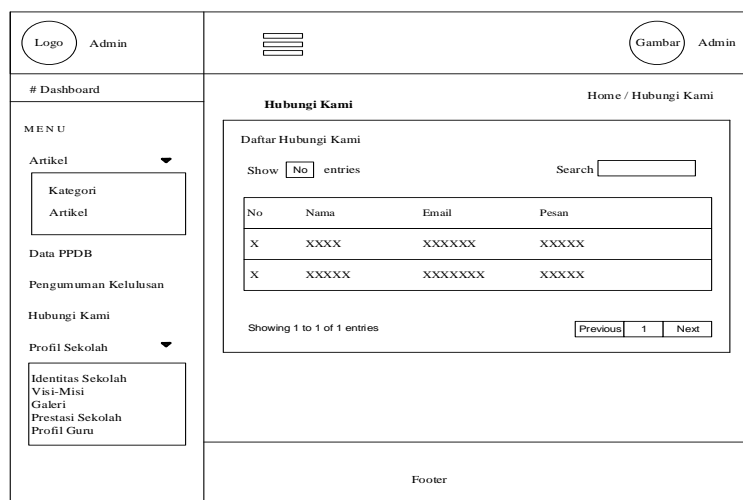 Logo Admin
Gambar Admin
# Dashboard
Home / Hubungi Kami
Hubungi Kami
MENU
Artikel
Kategori
Artikel
Data PPDB
Pengumuman Kelulusan
Hubungi Kami
Profil Sekolah
Identitas Sekolah
Visi-Misi
Galeri
Prestasi Sekolah
Profil Guru
Daftar Hubungi Kami
Show No entries Search
No Nama Email Pesan
X XXXX XXXXXX XXXXX
X XXXXX XXXXXXX XXXXX
Showing 1 to 1 of 1 entries Previous 1 Next
Footer